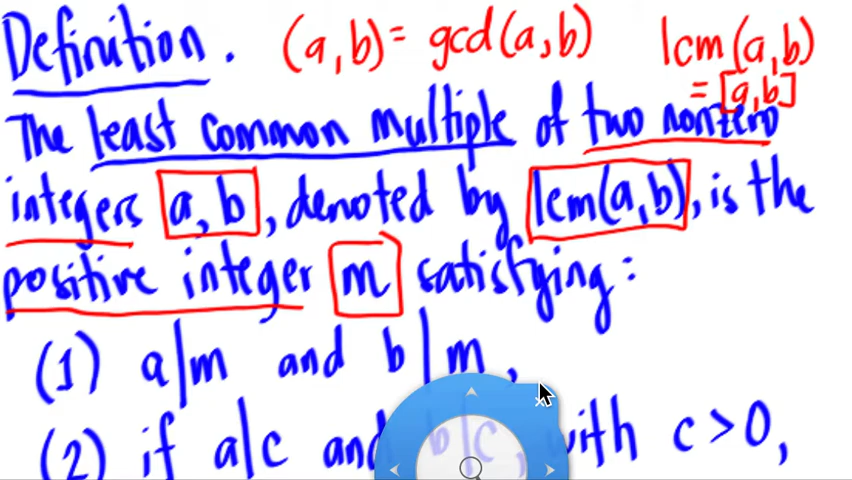 Definition. (a,b) = gcd(a,b) lcm(a,b)
= [a,b]
The least common multiple of two nonzero
integers a, b, denoted by lcm(a,b), is the
positive integer m satisfying:
(1) a|m and b|m,
(2) if a|c and b|c, with c > 0,